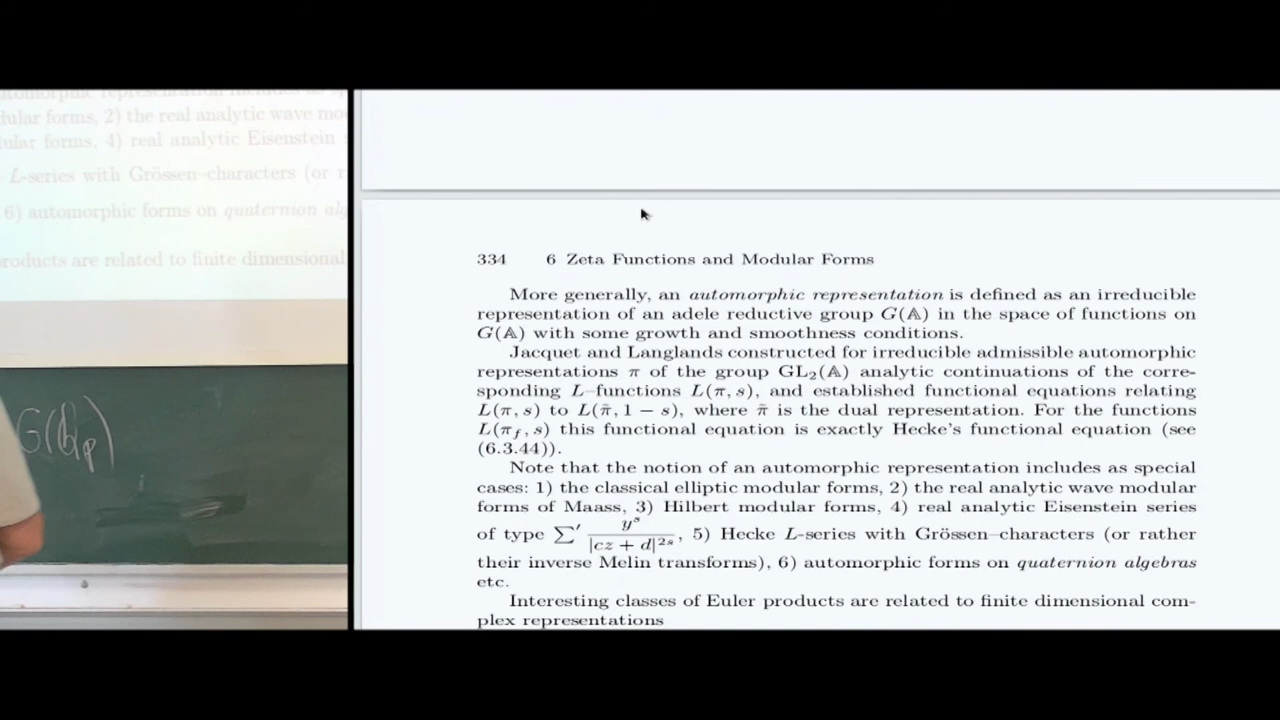 automorphic representation includes as
ular forms, 2) the real analytic wave mo
ular forms, 4) real analytic Eisenstein
L-series with Grössen–characters (or r
6) automorphic forms on quaternion alg
roducts are related to finite dimensional
G(Q_p)
334 6 Zeta Functions and Modular Forms
More generally, an automorphic representation is defined as an irreducible
representation of an adele reductive group G(𝔸) in the space of functions on
G(𝔸) with some growth and smoothness conditions.
Jacquet and Langlands constructed for irreducible admissible automorphic
representations π of the group GL₂(𝔸) analytic continuations of the corre-
sponding L–functions L(π, s), and established functional equations relating
L(π, s) to L(π̃, 1 − s), where π̃ is the dual representation. For the functions
L(π_f, s) this functional equation is exactly Hecke's functional equation (see
(6.3.44)).
Note that the notion of an automorphic representation includes as special
cases: 1) the classical elliptic modular forms, 2) the real analytic wave modular
forms of Maass, 3) Hilbert modular forms, 4) real analytic Eisenstein series
of type ∑′ y^s / |cz + d|^{2s}, 5) Hecke L-series with Grössen–characters (or rather
their inverse Melin transforms), 6) automorphic forms on quaternion algebras
etc.
Interesting classes of Euler products are related to finite dimensional com-
plex representations